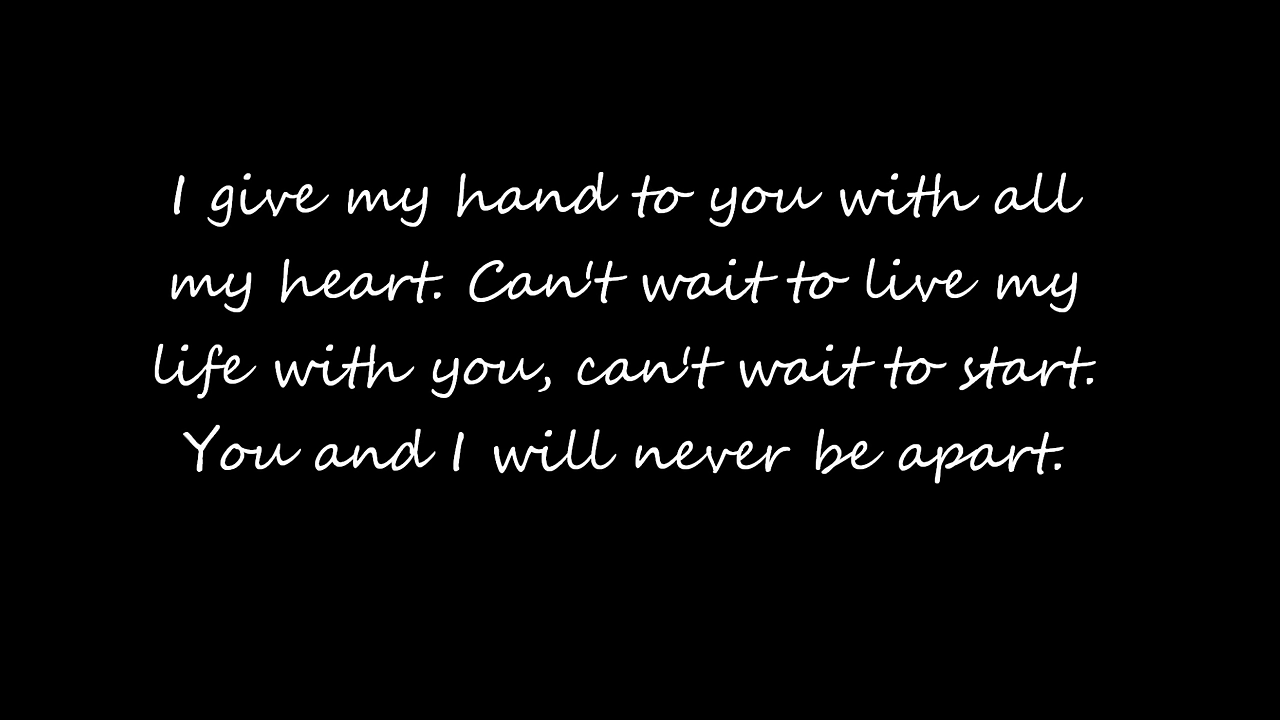 I give my hand to you with all
my heart. Can't wait to live my
life with you, can't wait to start.
You and I will never be apart.